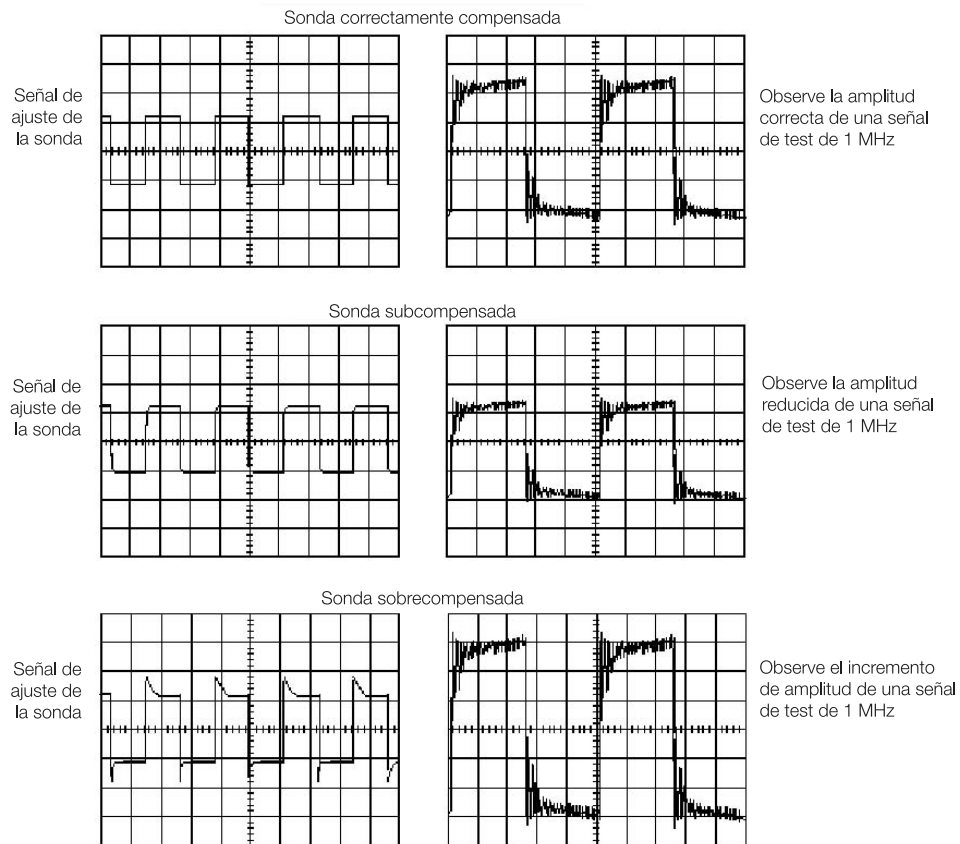 Sonda correctamente compensada
Señal de
ajuste de
la sonda
Observe la amplitud
correcta de una señal
de test de 1 MHz
Sonda subcompensada
Señal de
ajuste de
la sonda
Observe la amplitud
reducida de una señal
de test de 1 MHz
Sonda sobrecompensada
Señal de
ajuste de
la sonda
Observe el incremento
de amplitud de una señal
de test de 1 MHz